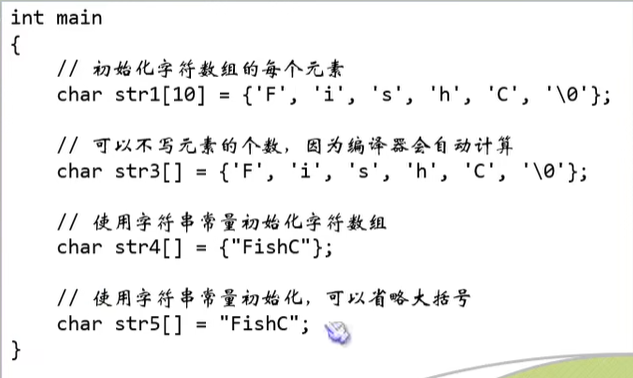 int main
{
// 初始化字符数组的每个元素
char str1[10] = {'F', 'i', 's', 'h', 'C', '\0'};
// 可以不写元素的个数，因为编译器会自动计算
char str3[] = {'F', 'i', 's', 'h', 'C', '\0'};
// 使用字符串常量初始化字符数组
char str4[] = {"FishC"};
// 使用字符串常量初始化，可以省略大括号
char str5[] = "FishC";
}